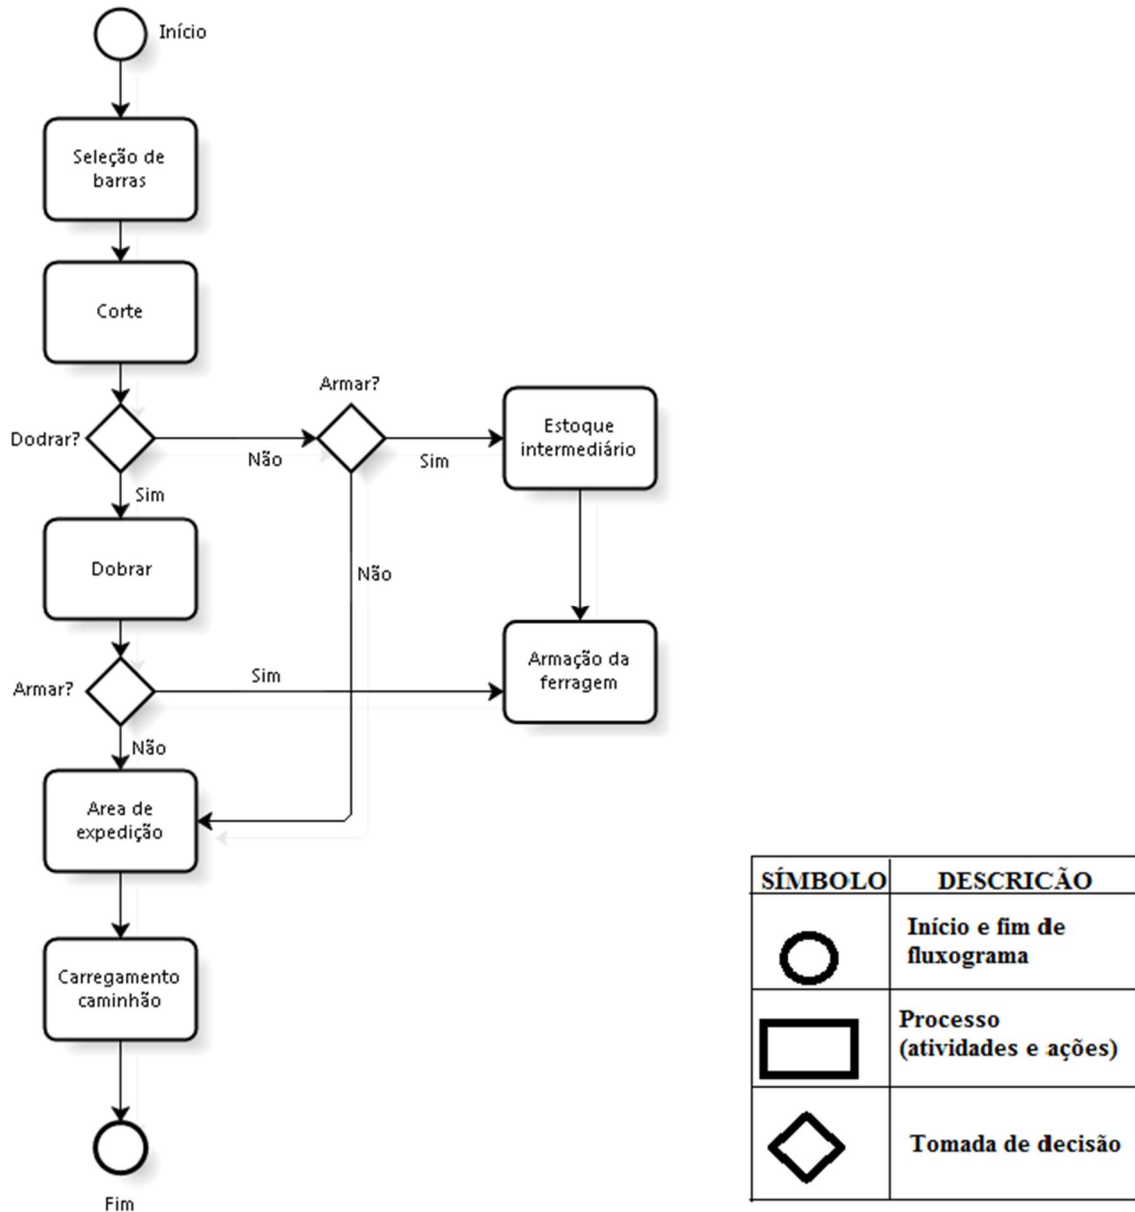 Início
Seleção de
barras
Corte
Armar?
Dodrar?
Não
Sim
Estoque
intermediário
Sim
Dobrar
Não
Armar?
Sim
Armação da
ferragem
Não
Area de
expedição
Carregamento
caminhão
Fim
SÍMBOLO DESCRICÃO
Início e fim de
fluxograma
Processo
(atividades e ações)
Tomada de decisão